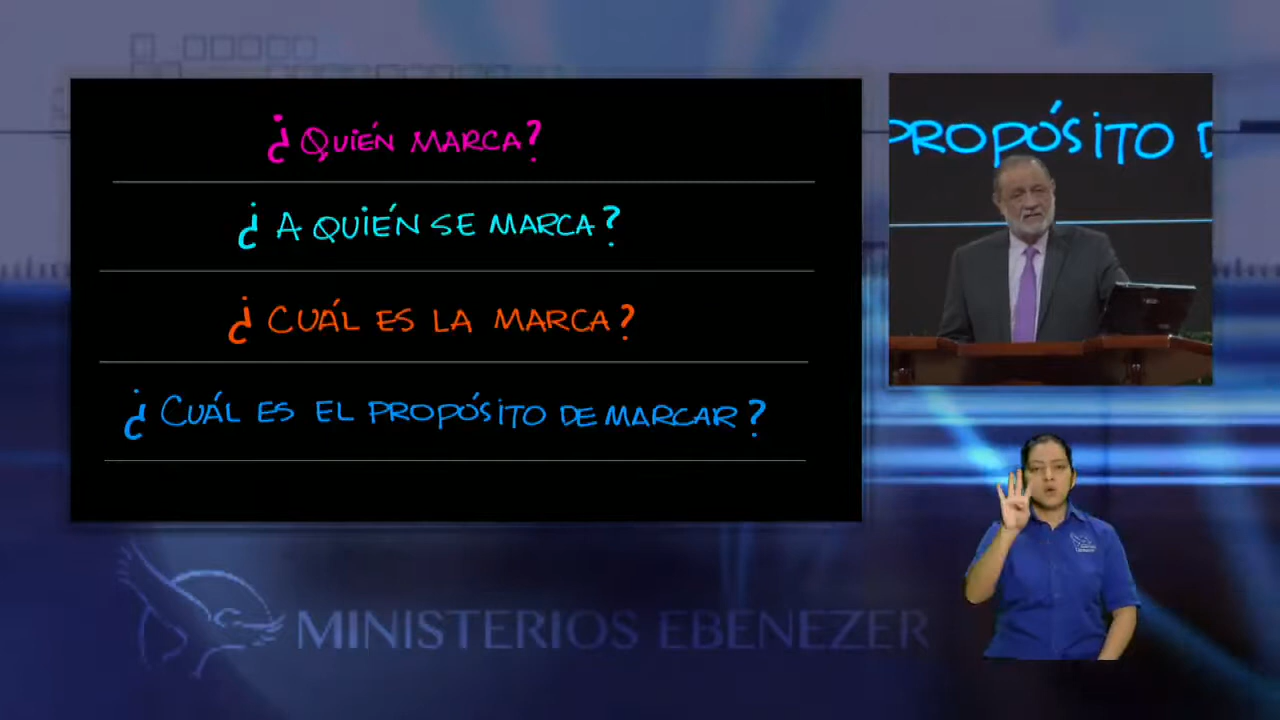 ¿QUIÉN MARCA?
¿A QUIÉN SE MARCA?
¿CUÁL ES LA MARCA?
¿CUÁL ES EL PROPÓSITO DE MARCAR?
PROPÓSITO D
MINISTERIOS EBENEZER